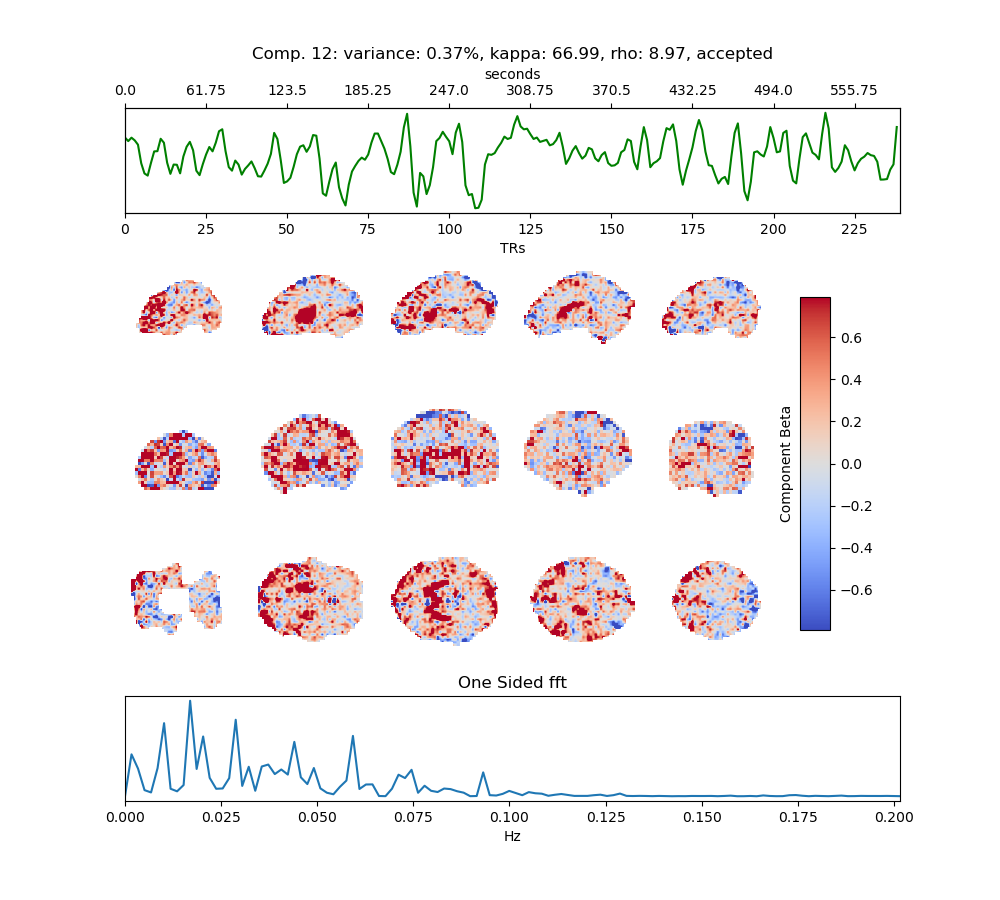 Comp. 12: variance: 0.37%, kappa: 66.99, rho: 8.97, accepted
seconds
0.0 61.75 123.5 185.25 247.0 308.75 370.5 432.25 494.0 555.75
0 25 50 75 100 125 150 175 200 225
TRs
0.6
0.4
0.2
0.0
−0.2
−0.4
−0.6
Component Beta
One Sided fft
0.000 0.025 0.050 0.075 0.100 0.125 0.150 0.175 0.200
Hz